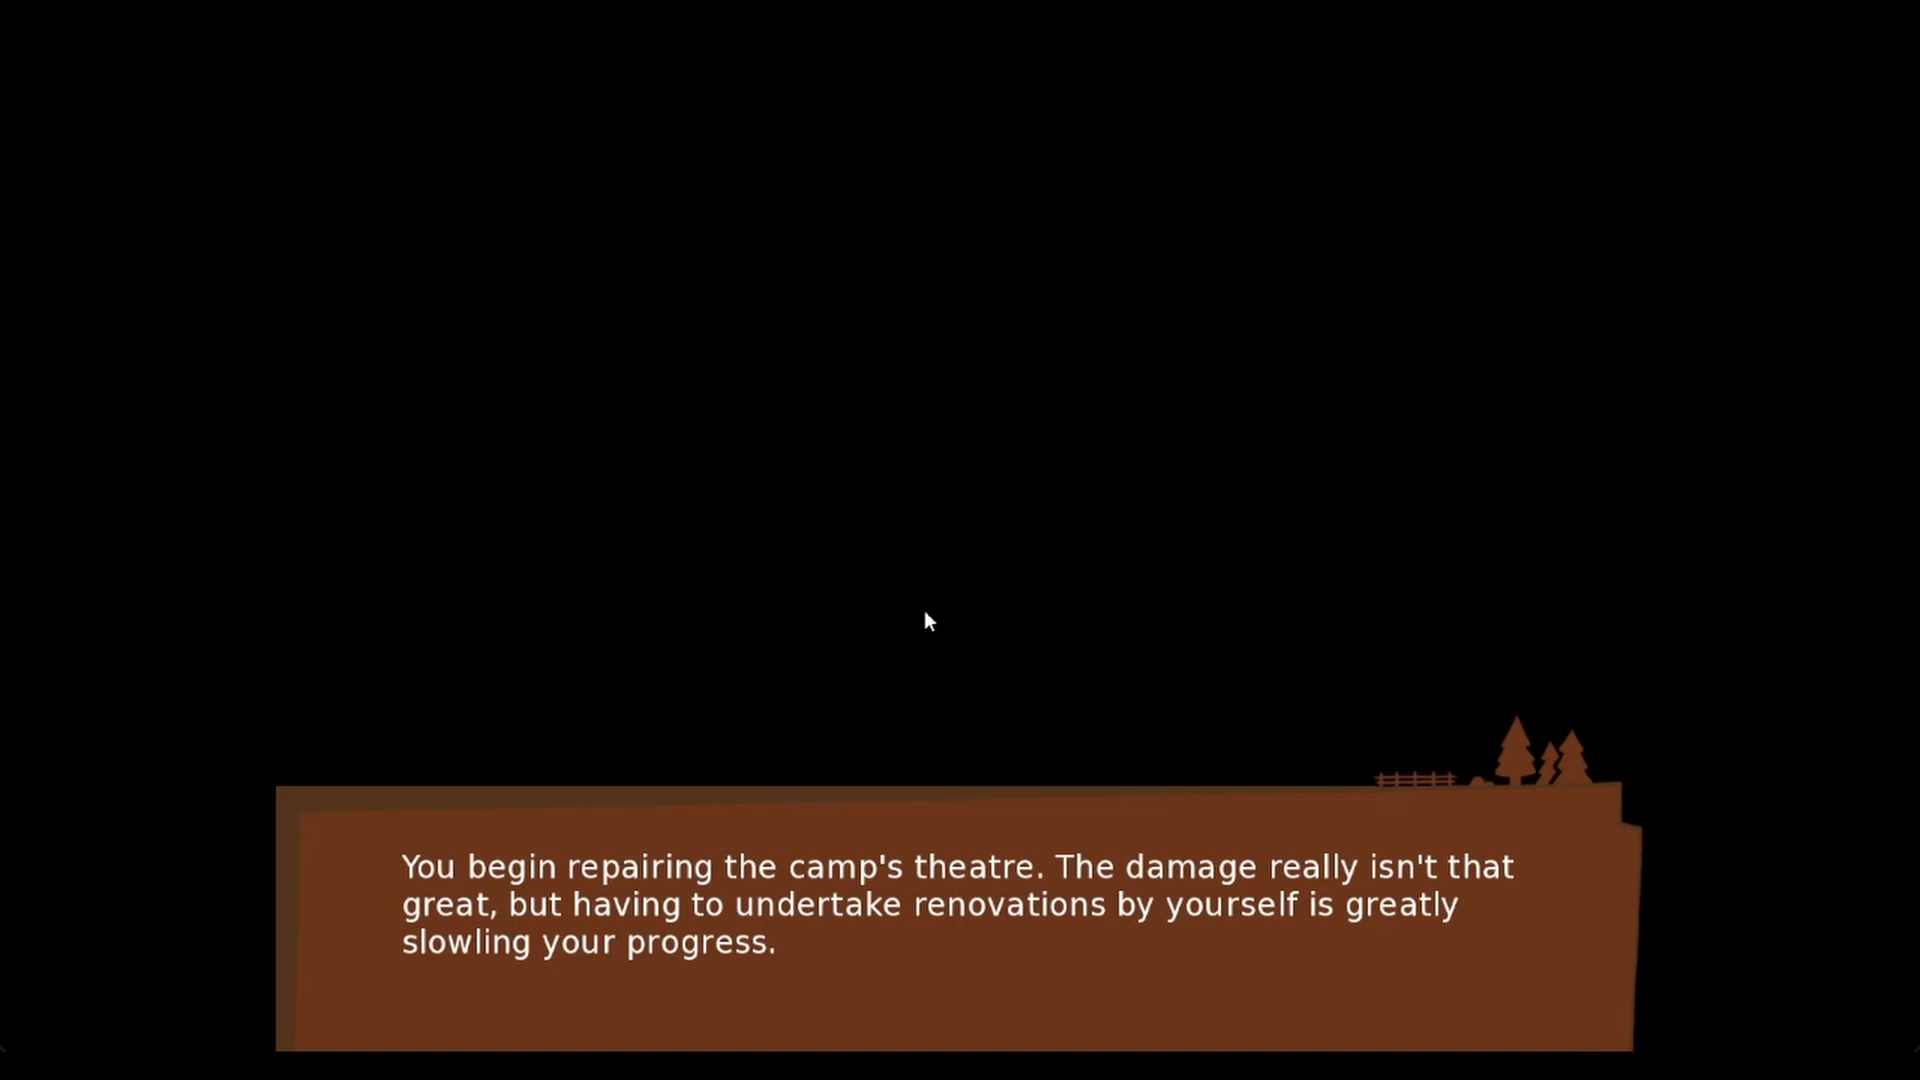 You begin repairing the camp's theatre. The damage really isn't that
great, but having to undertake renovations by yourself is greatly
slowling your progress.